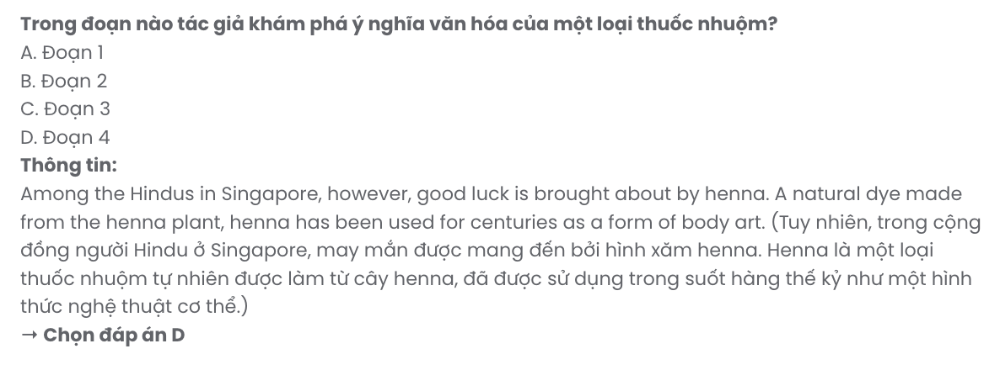 Trong đoạn nào tác giả khám phá ý nghĩa văn hóa của một loại thuốc nhuộm?
A. Đoạn 1
B. Đoạn 2
C. Đoạn 3
D. Đoạn 4
Thông tin:
Among the Hindus in Singapore, however, good luck is brought about by henna. A natural dye made
from the henna plant, henna has been used for centuries as a form of body art. (Tuy nhiên, trong cộng
đồng người Hindu ở Singapore, may mắn được mang đến bởi hình xăm henna. Henna là một loại
thuốc nhuộm tự nhiên được làm từ cây henna, đã được sử dụng trong suốt hàng thế kỷ như một hình
thức nghệ thuật cơ thể.)
→ Chọn đáp án D